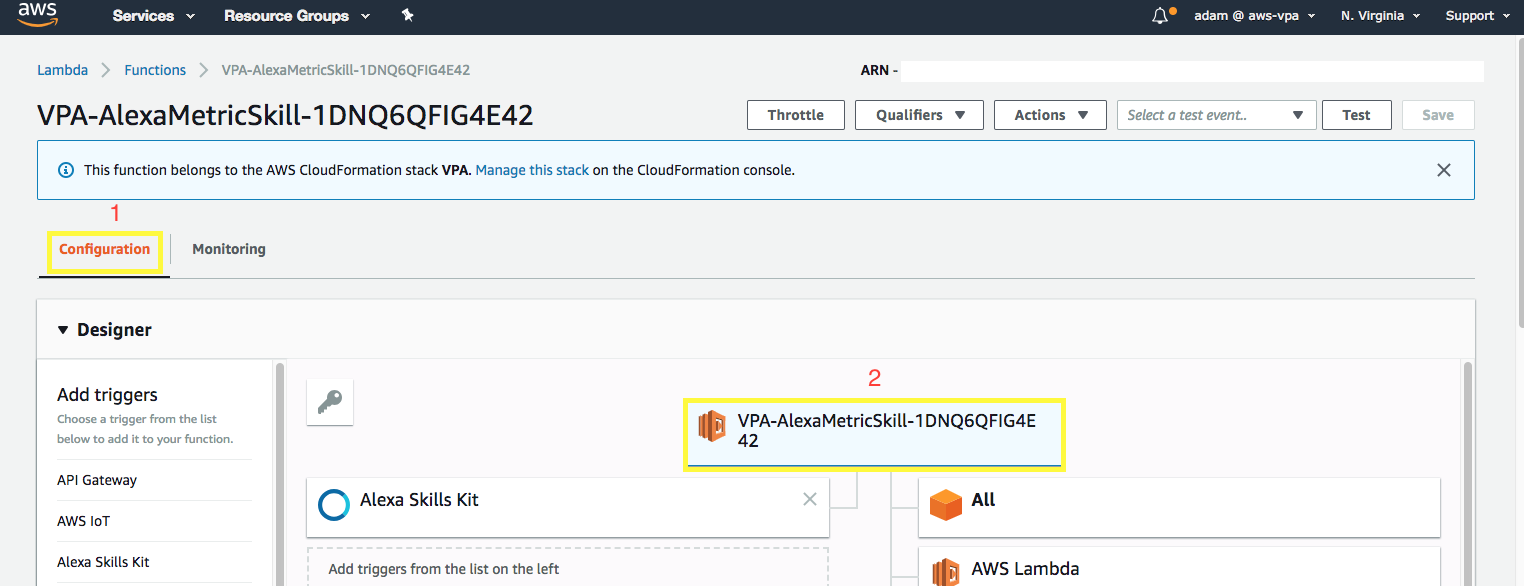 aws Services Resource Groups adam @ aws-vpa N. Virginia Support
Lambda Functions VPA-AlexaMetricSkill-1DNQ6QFIG4E42 ARN -
VPA-AlexaMetricSkill-1DNQ6QFIG4E42 Throttle Qualifiers Actions Select a test event.. Test Save
This function belongs to the AWS CloudFormation stack VPA. Manage this stack on the CloudFormation console.
1
Configuration Monitoring
Designer
Add triggers
Choose a trigger from the list
below to add it to your function.
API Gateway
AWS IoT
Alexa Skills Kit
2
VPA-AlexaMetricSkill-1DNQ6QFIG4E
42
Alexa Skills Kit
Add triggers from the list on the left
All
AWS Lambda